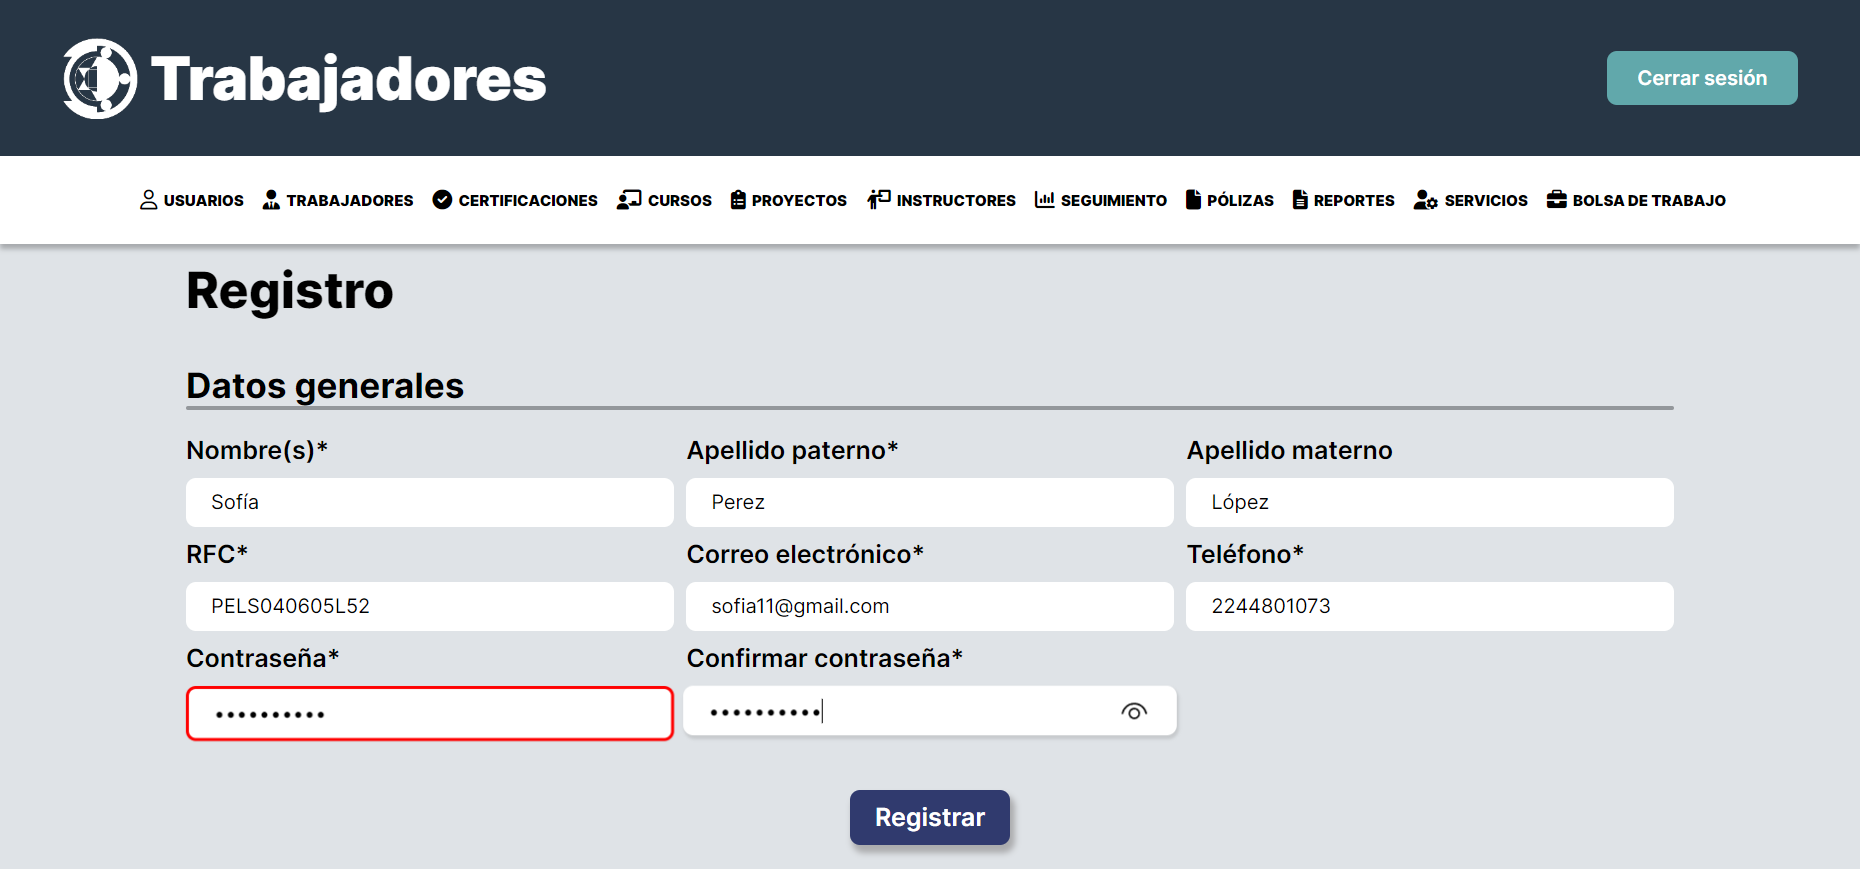 Trabajadores
Cerrar sesión
USUARIOS TRABAJADORES CERTIFICACIONES CURSOS PROYECTOS INSTRUCTORES SEGUIMIENTO PÓLIZAS REPORTES SERVICIOS BOLSA DE TRABAJO
Registro
Datos generales
Nombre(s)* Apellido paterno* Apellido materno
Sofía Perez López
RFC* Correo electrónico* Teléfono*
PELS040605L52 sofia11@gmail.com 2244801073
Contraseña* Confirmar contraseña*
•••••••••• ••••••••••
Registrar